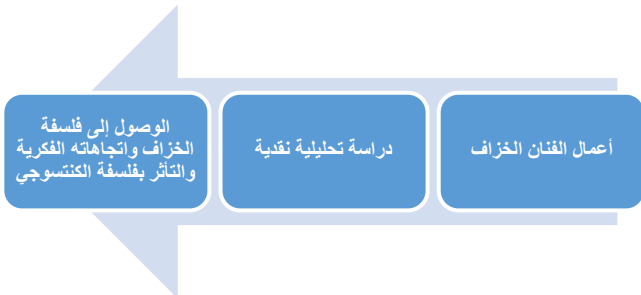 أعمال الفنان الخزاف
دراسة تحليلية نقدية
الوصول إلى فلسفة
الخزاف واتجاهاته الفكرية
والتأثر بفلسفة الكنتسوجي